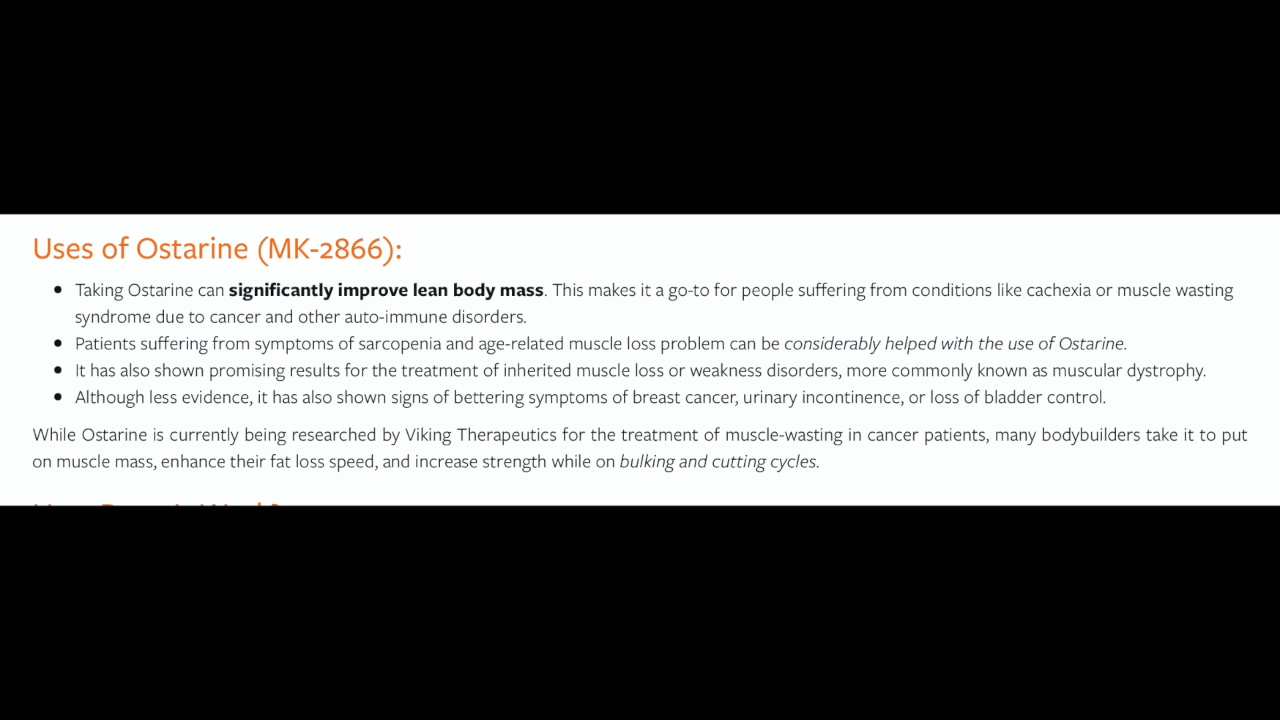 Uses of Ostarine (MK-2866):
• Taking Ostarine can significantly improve lean body mass. This makes it a go-to for people suffering from conditions like cachexia or muscle wasting
syndrome due to cancer and other auto-immune disorders.
• Patients suffering from symptoms of sarcopenia and age-related muscle loss problem can be considerably helped with the use of Ostarine.
• It has also shown promising results for the treatment of inherited muscle loss or weakness disorders, more commonly known as muscular dystrophy.
• Although less evidence, it has also shown signs of bettering symptoms of breast cancer, urinary incontinence, or loss of bladder control.
While Ostarine is currently being researched by Viking Therapeutics for the treatment of muscle-wasting in cancer patients, many bodybuilders take it to put
on muscle mass, enhance their fat loss speed, and increase strength while on bulking and cutting cycles.